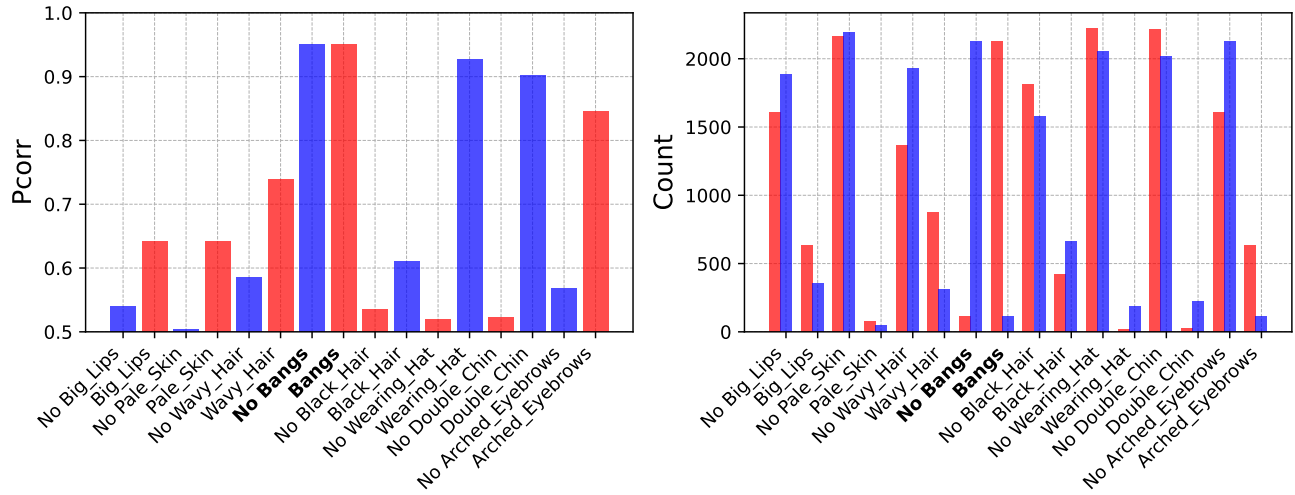 Pcorr
1.0
0.9
0.8
0.7
0.6
0.5
No Big_Lips
Big_Lips
No Pale_Skin
Pale_Skin
No Wavy_Hair
Wavy_Hair
No Bangs
Bangs
No Black_Hair
Black_Hair
No Wearing_Hat
Wearing_Hat
No Double_Chin
Double_Chin
No Arched_Eyebrows
Arched_Eyebrows
Count
2000
1500
1000
500
0
No Big_Lips
Big_Lips
No Pale_Skin
Pale_Skin
No Wavy_Hair
Wavy_Hair
No Bangs
Bangs
No Black_Hair
Black_Hair
No Wearing_Hat
Wearing_Hat
No Double_Chin
Double_Chin
No Arched_Eyebrows
Arched_Eyebrows